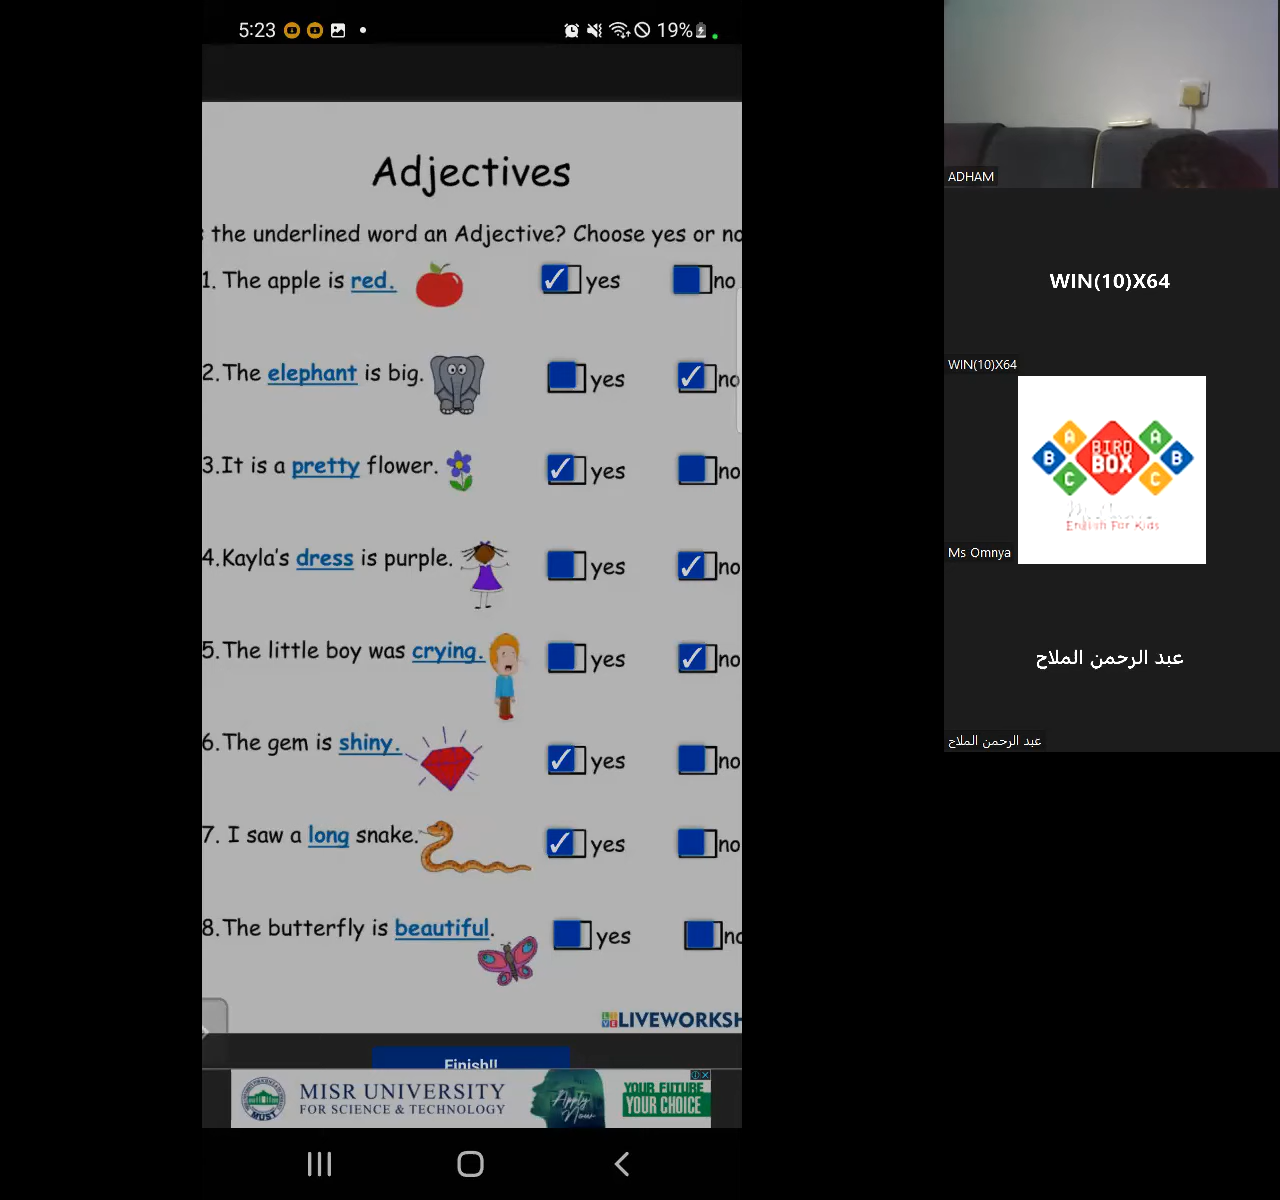 5:23
19%
Adjectives
the underlined word an Adjective? Choose yes or no
1. The apple is red. yes no
2. The elephant is big. yes no
3.It is a pretty flower. yes no
4.Kayla's dress is purple. yes no
5.The little boy was crying. yes no
6.The gem is shiny. yes no
7. I saw a long snake. yes no
8.The butterfly is beautiful. yes no
LIVEWORKSH
Finish!!
MISR UNIVERSITY
FOR SCIENCE & TECHNOLOGY
MUST
Apply
Now
YOUR FUTURE
YOUR CHOICE
ADHAM
WIN(10)X64
WIN(10)X64
A A
B BIRD BOX B
C C
English For Kids
Ms Omnya
عبد الرحمن الملاح
عبد الرحمن الملاح